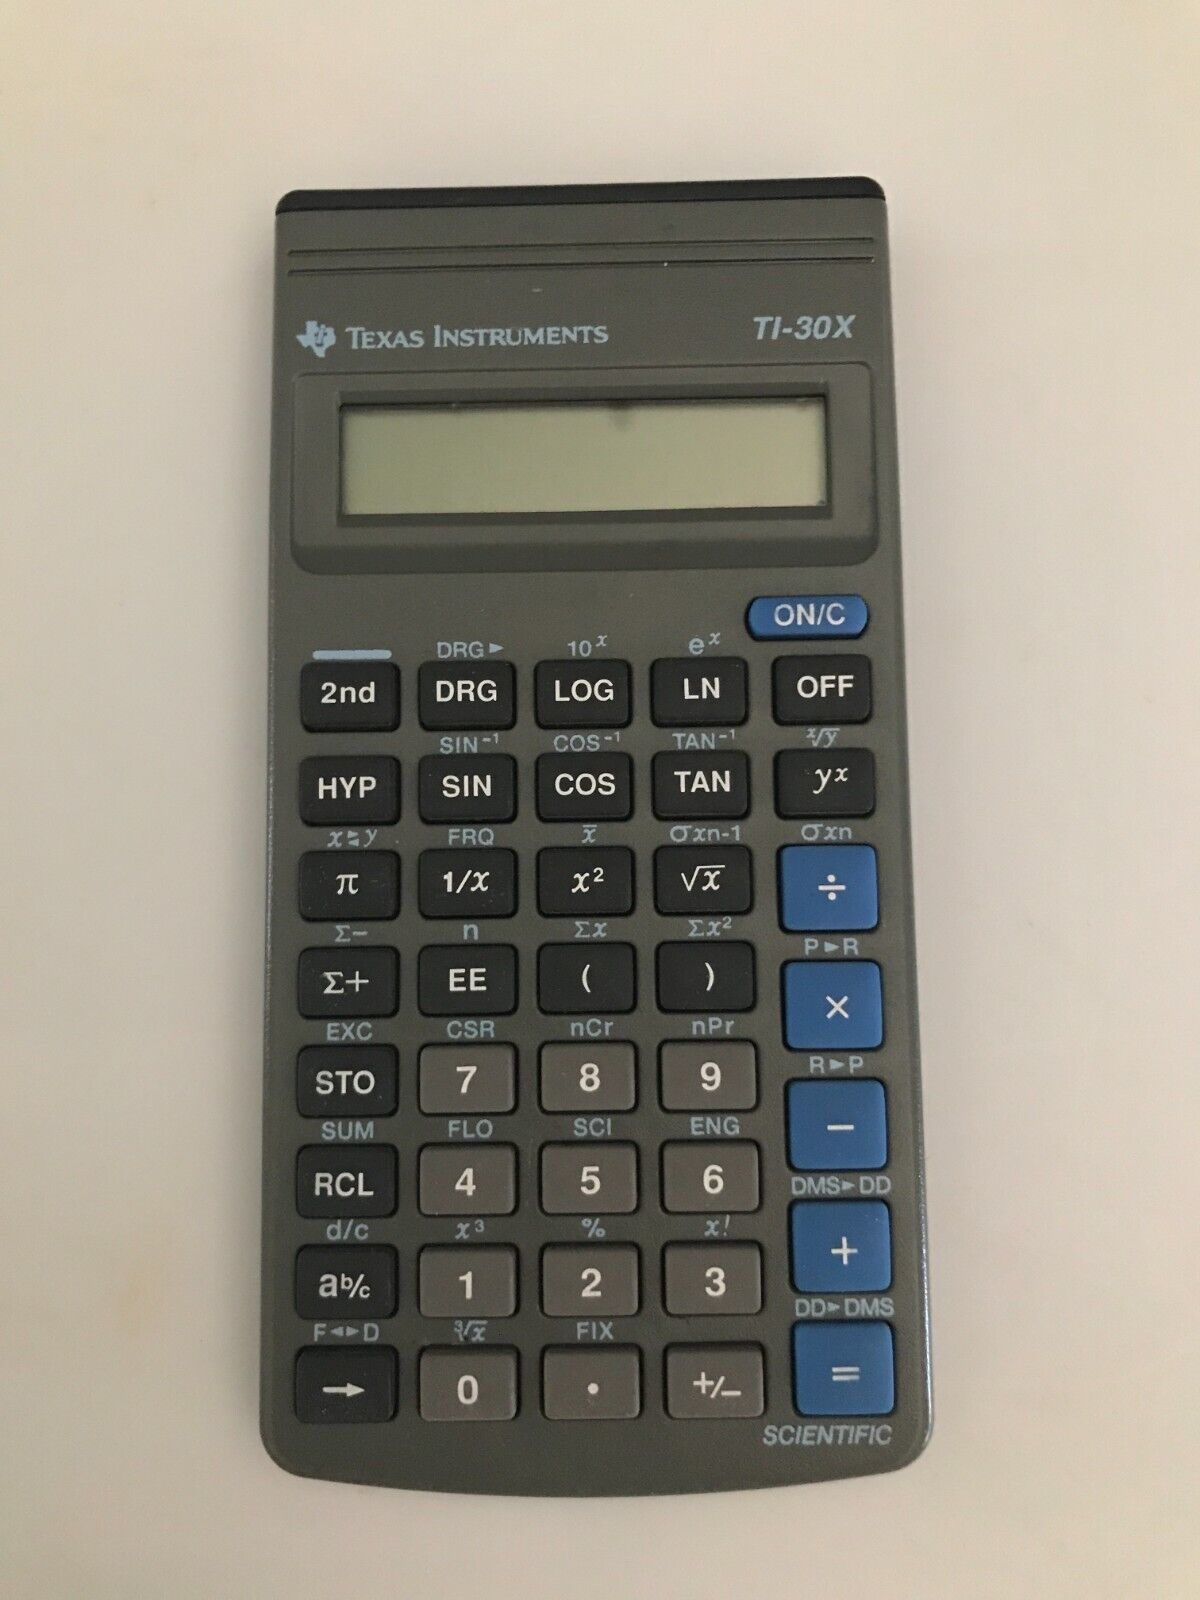 TEXAS INSTRUMENTS TI-30X
ON/C
DRG► 10ˣ eˣ
2nd DRG LOG LN OFF
SIN⁻¹ COS⁻¹ TAN⁻¹ ˣ√y
HYP SIN COS TAN yˣ
x⇄y FRQ x̄ σxn-1 σxn
π 1/x x² √x ÷
Σ- n Σx Σx² P►R
Σ+ EE ( ) ×
EXC CSR nCr nPr R►P
STO 7 8 9 −
SUM FLO SCI ENG DMS►DD
RCL 4 5 6 +
d/c x³ % x! DD►DMS
ab/c 1 2 3 =
F◄►D ³√x FIX
→ 0 . +/−
SCIENTIFIC